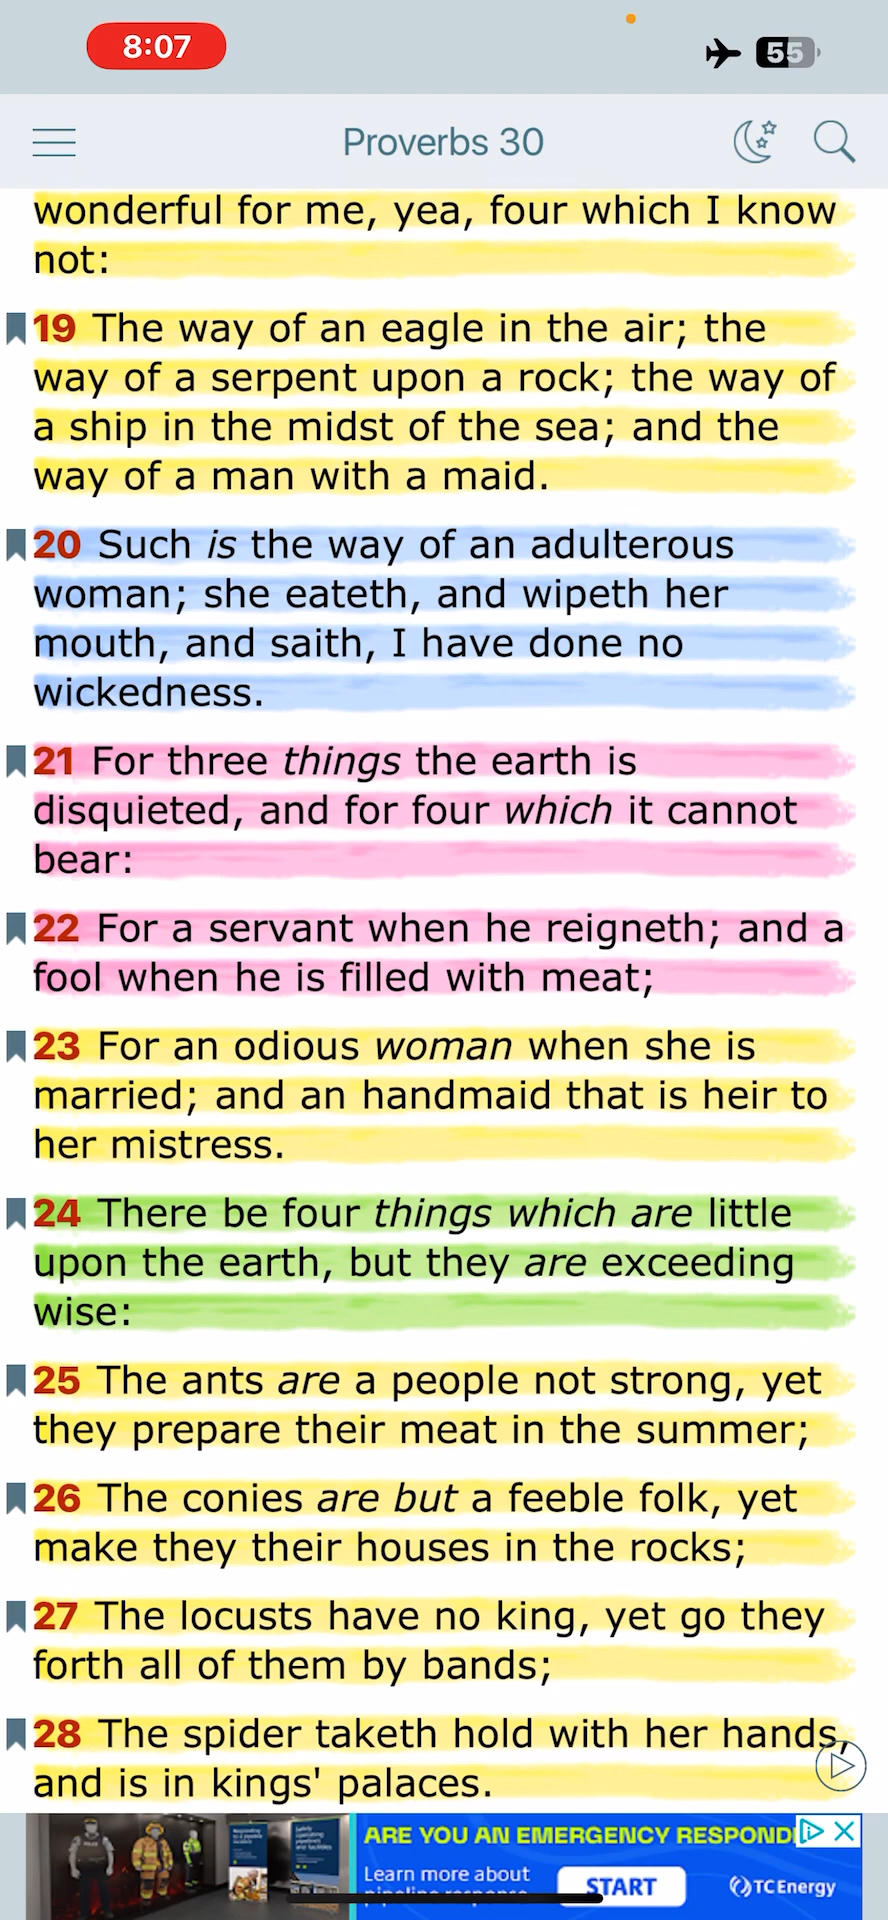 8:07
55
Proverbs 30
wonderful for me, yea, four which I know
not:
19 The way of an eagle in the air; the
way of a serpent upon a rock; the way of
a ship in the midst of the sea; and the
way of a man with a maid.
20 Such is the way of an adulterous
woman; she eateth, and wipeth her
mouth, and saith, I have done no
wickedness.
21 For three things the earth is
disquieted, and for four which it cannot
bear:
22 For a servant when he reigneth; and a
fool when he is filled with meat;
23 For an odious woman when she is
married; and an handmaid that is heir to
her mistress.
24 There be four things which are little
upon the earth, but they are exceeding
wise:
25 The ants are a people not strong, yet
they prepare their meat in the summer;
26 The conies are but a feeble folk, yet
make they their houses in the rocks;
27 The locusts have no king, yet go they
forth all of them by bands;
28 The spider taketh hold with her hands,
and is in kings' palaces.
ARE YOU AN EMERGENCY RESPOND
Learn more about
START
TC Energy